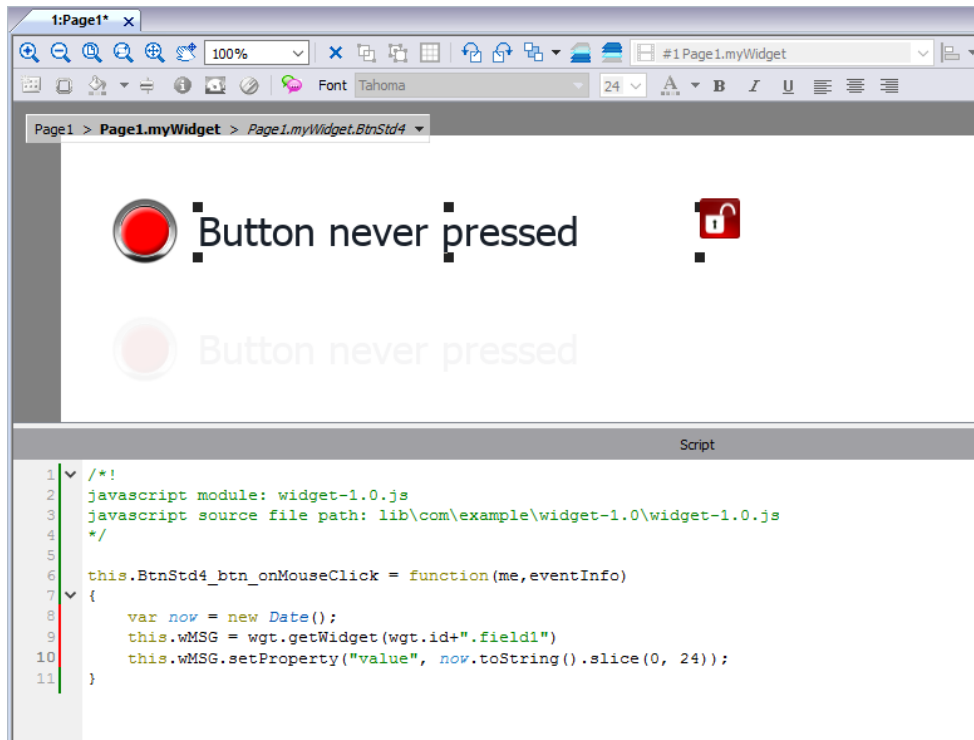 1:Page1* x
100% #1 Page1.myWidget
Font Tahoma 24 A B I U
Page1 > Page1.myWidget > Page1.myWidget.BtnStd4
Button never pressed
Button never pressed
Script
1 /*!
2 javascript module: widget-1.0.js
3 javascript source file path: lib\com\example\widget-1.0\widget-1.0.js
4 */
5
6 this.BtnStd4_btn_onMouseClick = function(me,eventInfo)
7 {
8 var now = new Date();
9 this.wMSG = wgt.getWidget(wgt.id+".field1")
10 this.wMSG.setProperty("value", now.toString().slice(0, 24));
11 }